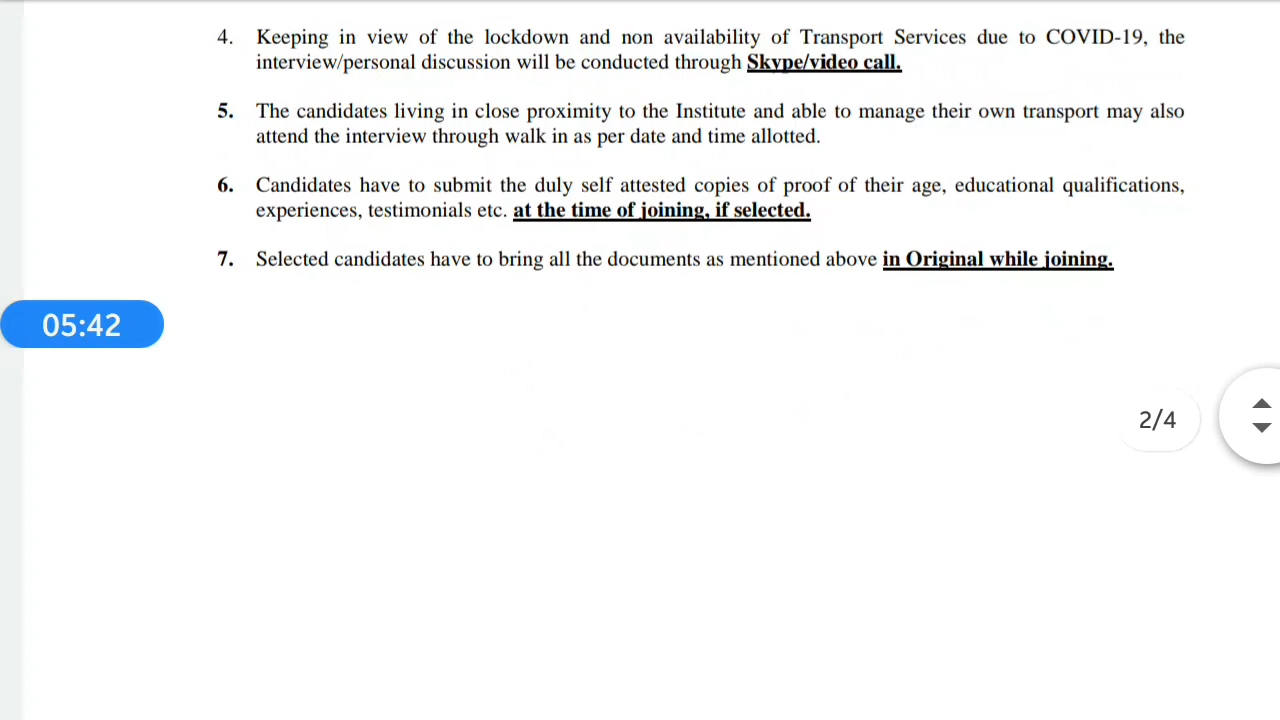 4. Keeping in view of the lockdown and non availability of Transport Services due to COVID-19, the
interview/personal discussion will be conducted through Skype/video call.
5. The candidates living in close proximity to the Institute and able to manage their own transport may also
attend the interview through walk in as per date and time allotted.
6. Candidates have to submit the duly self attested copies of proof of their age, educational qualifications,
experiences, testimonials etc. at the time of joining, if selected.
7. Selected candidates have to bring all the documents as mentioned above in Original while joining.
05:42
2/4